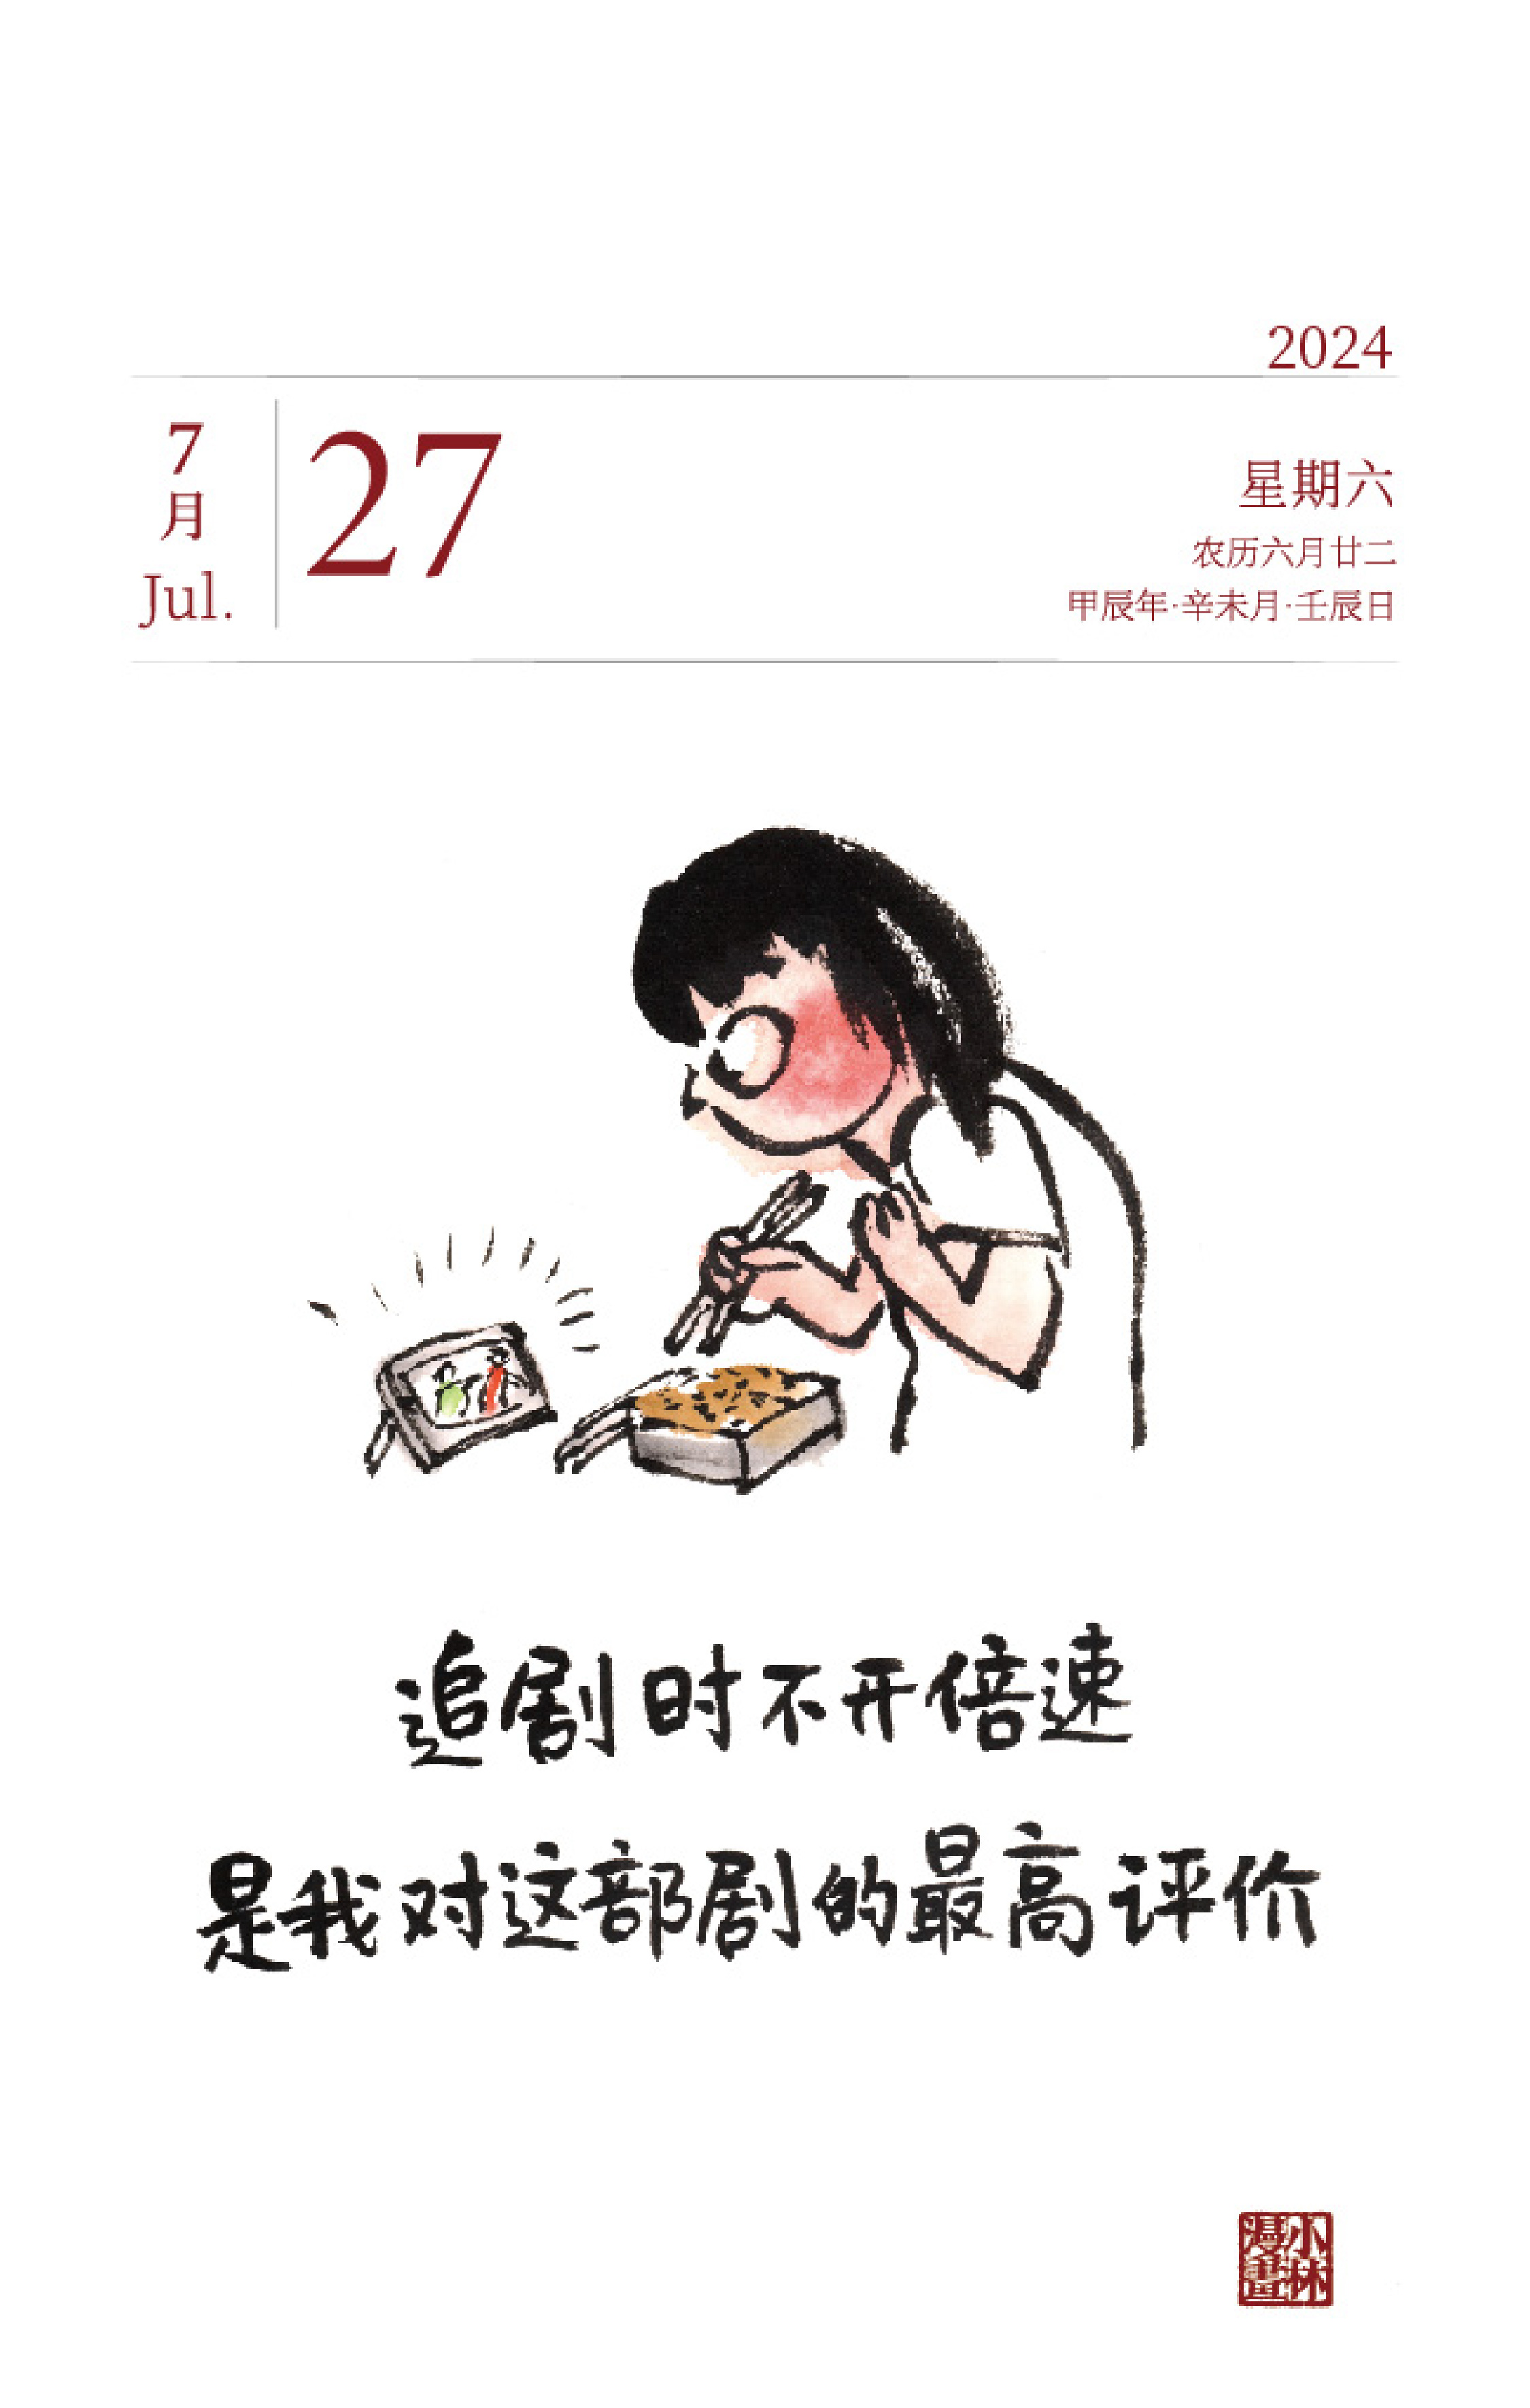 2024
7
月
Jul.
27
星期六
农历六月廿二
甲辰年·辛未月·壬辰日
追剧时不开倍速
是我对这部剧的最高评价
小林
漫畫